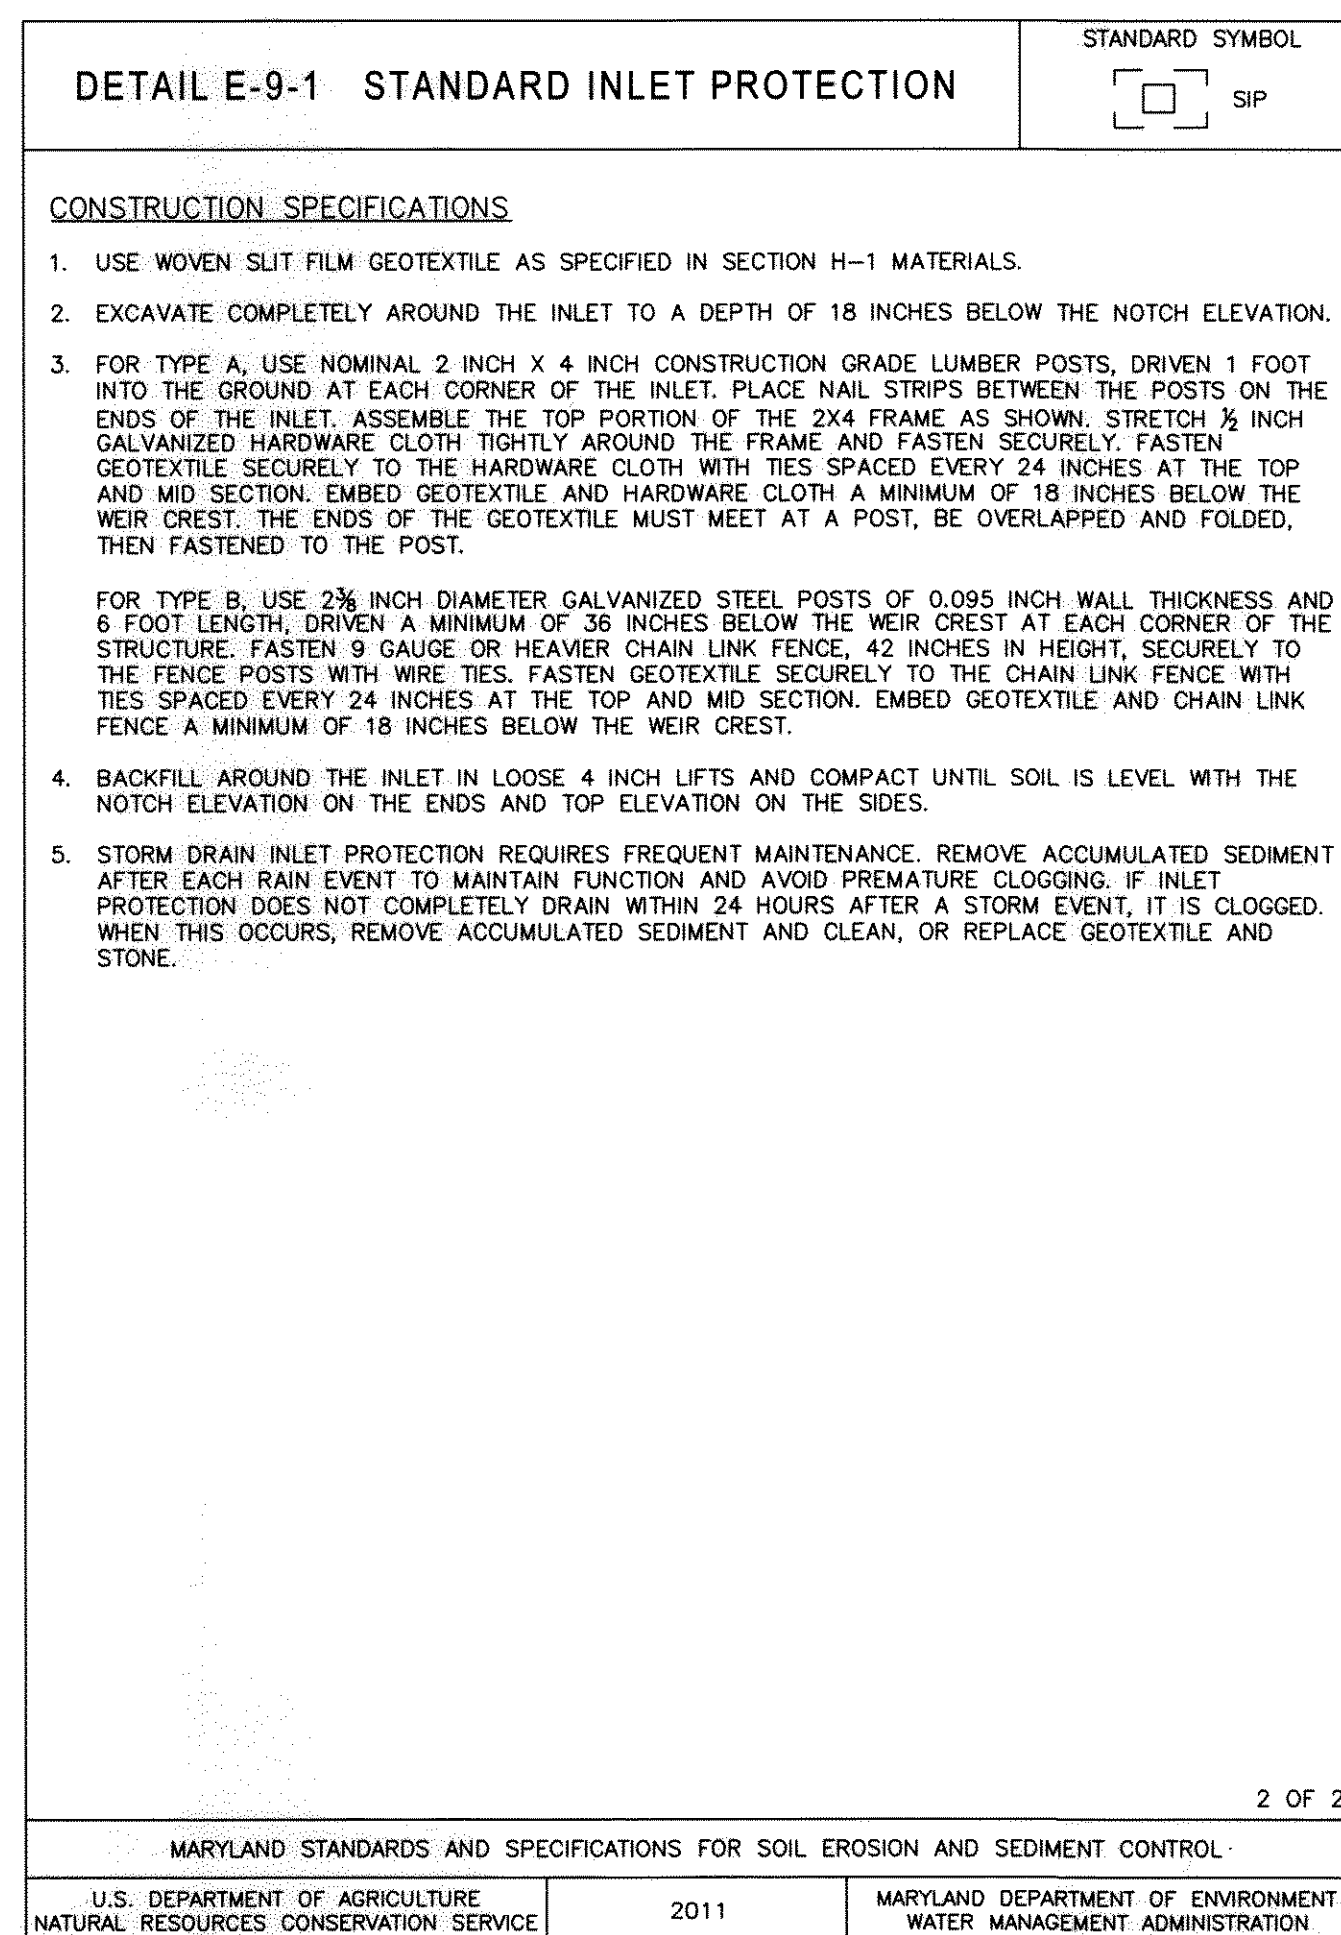 STANDARD SYMBOL
DETAIL E-9-1 STANDARD INLET PROTECTION
SIP
CONSTRUCTION SPECIFICATIONS
1. USE WOVEN SLIT FILM GEOTEXTILE AS SPECIFIED IN SECTION H-1 MATERIALS.
2. EXCAVATE COMPLETELY AROUND THE INLET TO A DEPTH OF 18 INCHES BELOW THE NOTCH ELEVATION.
3. FOR TYPE A, USE NOMINAL 2 INCH X 4 INCH CONSTRUCTION GRADE LUMBER POSTS, DRIVEN 1 FOOT
INTO THE GROUND AT EACH CORNER OF THE INLET. PLACE NAIL STRIPS BETWEEN THE POSTS ON THE
ENDS OF THE INLET. ASSEMBLE THE TOP PORTION OF THE 2X4 FRAME AS SHOWN. STRETCH ½ INCH
GALVANIZED HARDWARE CLOTH TIGHTLY AROUND THE FRAME AND FASTEN SECURELY. FASTEN
GEOTEXTILE SECURELY TO THE HARDWARE CLOTH WITH TIES SPACED EVERY 24 INCHES AT THE TOP
AND MID SECTION. EMBED GEOTEXTILE AND HARDWARE CLOTH A MINIMUM OF 18 INCHES BELOW THE
WEIR CREST. THE ENDS OF THE GEOTEXTILE MUST MEET AT A POST, BE OVERLAPPED AND FOLDED,
THEN FASTENED TO THE POST.
FOR TYPE B, USE 2⅜ INCH DIAMETER GALVANIZED STEEL POSTS OF 0.095 INCH WALL THICKNESS AND
6 FOOT LENGTH, DRIVEN A MINIMUM OF 36 INCHES BELOW THE WEIR CREST AT EACH CORNER OF THE
STRUCTURE. FASTEN 9 GAUGE OR HEAVIER CHAIN LINK FENCE, 42 INCHES IN HEIGHT, SECURELY TO
THE FENCE POSTS WITH WIRE TIES. FASTEN GEOTEXTILE SECURELY TO THE CHAIN LINK FENCE WITH
TIES SPACED EVERY 24 INCHES AT THE TOP AND MID SECTION. EMBED GEOTEXTILE AND CHAIN LINK
FENCE A MINIMUM OF 18 INCHES BELOW THE WEIR CREST.
4. BACKFILL AROUND THE INLET IN LOOSE 4 INCH LIFTS AND COMPACT UNTIL SOIL IS LEVEL WITH THE
NOTCH ELEVATION ON THE ENDS AND TOP ELEVATION ON THE SIDES.
5. STORM DRAIN INLET PROTECTION REQUIRES FREQUENT MAINTENANCE. REMOVE ACCUMULATED SEDIMENT
AFTER EACH RAIN EVENT TO MAINTAIN FUNCTION AND AVOID PREMATURE CLOGGING. IF INLET
PROTECTION DOES NOT COMPLETELY DRAIN WITHIN 24 HOURS AFTER A STORM EVENT, IT IS CLOGGED.
WHEN THIS OCCURS, REMOVE ACCUMULATED SEDIMENT AND CLEAN, OR REPLACE GEOTEXTILE AND
STONE.
2 OF 2
MARYLAND STANDARDS AND SPECIFICATIONS FOR SOIL EROSION AND SEDIMENT CONTROL
U.S. DEPARTMENT OF AGRICULTURE
NATURAL RESOURCES CONSERVATION SERVICE
2011
MARYLAND DEPARTMENT OF ENVIRONMENT
WATER MANAGEMENT ADMINISTRATION